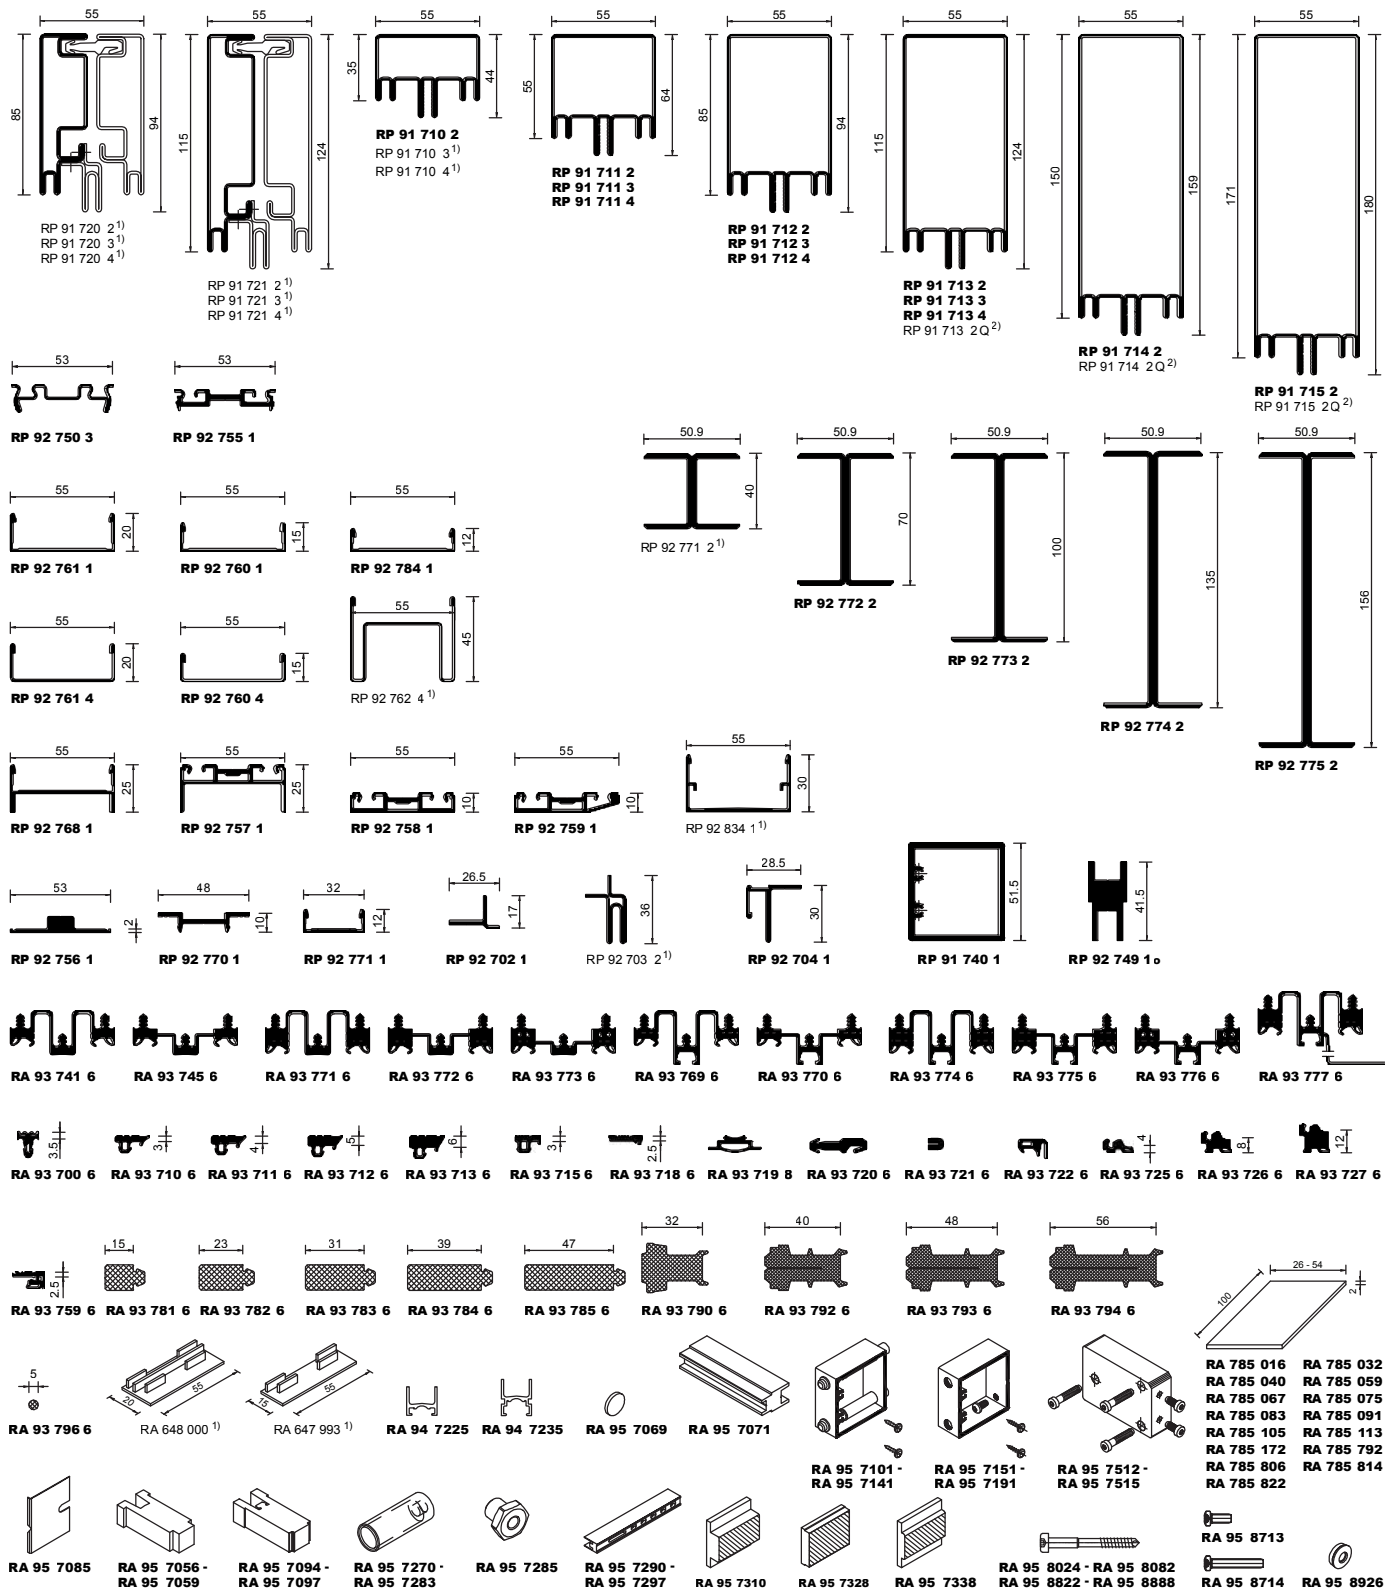 55 55 55 55 55 55 55 55
85 94 115 124 35 44 55 64 85 94 115 124 150 159 171 180
RP 91 710 2
RP 91 710 3 1)
RP 91 710 4 1)
RP 91 711 2
RP 91 711 3
RP 91 711 4
RP 91 720 2 1)
RP 91 720 3 1)
RP 91 720 4 1)
RP 91 712 2
RP 91 712 3
RP 91 712 4
RP 91 721 2 1)
RP 91 721 3 1)
RP 91 721 4 1)
RP 91 713 2
RP 91 713 3
RP 91 713 4
RP 91 713 2Q 2)
RP 91 714 2
RP 91 714 2Q 2)
RP 91 715 2
RP 91 715 2Q 2)
53 53
RP 92 750 3 RP 92 755 1
50.9 50.9 50.9 50.9 50.9
40 70 100 135 156
RP 92 771 2 1)
RP 92 772 2
RP 92 773 2
RP 92 774 2
RP 92 775 2
55 20 55 15 55 12
RP 92 761 1 RP 92 760 1 RP 92 784 1
55 20 55 15 55 45
RP 92 761 4 RP 92 760 4 RP 92 762 4 1)
55 25 55 25 55 10 55 10 55 30
RP 92 768 1 RP 92 757 1 RP 92 758 1 RP 92 759 1 RP 92 834 1 1)
53 2 48 10 32 12 26.5 17 36 28.5 30 51.5 41.5
RP 92 756 1 RP 92 770 1 RP 92 771 1 RP 92 702 1 RP 92 703 2 1) RP 92 704 1 RP 91 740 1 RP 92 749 1o
RA 93 741 6 RA 93 745 6 RA 93 771 6 RA 93 772 6 RA 93 773 6 RA 93 769 6 RA 93 770 6 RA 93 774 6 RA 93 775 6 RA 93 776 6 RA 93 777 6
3.5 3 4 5 6 3 2.5 4 8 12
RA 93 700 6 RA 93 710 6 RA 93 711 6 RA 93 712 6 RA 93 713 6 RA 93 715 6 RA 93 718 6 RA 93 719 8 RA 93 720 6 RA 93 721 6 RA 93 722 6 RA 93 725 6 RA 93 726 6 RA 93 727 6
2.5 15 23 31 39 47 32 40 48 56
RA 93 759 6 RA 93 781 6 RA 93 782 6 RA 93 783 6 RA 93 784 6 RA 93 785 6 RA 93 790 6 RA 93 792 6 RA 93 793 6 RA 93 794 6
100 26 - 54 2
RA 785 016 RA 785 032
RA 785 040 RA 785 059
RA 785 067 RA 785 075
RA 785 083 RA 785 091
RA 785 105 RA 785 113
RA 785 172 RA 785 792
RA 785 806 RA 785 814
RA 785 822
5 20 55 15 55
RA 93 796 6 RA 648 000 1) RA 647 993 1) RA 94 7225 RA 94 7235 RA 95 7069 RA 95 7071
RA 95 7101 -
RA 95 7141
RA 95 7151 -
RA 95 7191
RA 95 7512 -
RA 95 7515
RA 95 7085
RA 95 7056 -
RA 95 7059
RA 95 7094 -
RA 95 7097
RA 95 7270 -
RA 95 7283
RA 95 7285
RA 95 7290 -
RA 95 7297
RA 95 7310 RA 95 7328 RA 95 7338
RA 95 8024 - RA 95 8082
RA 95 8822 - RA 95 8888
RA 95 8713
RA 95 8714 RA 95 8926